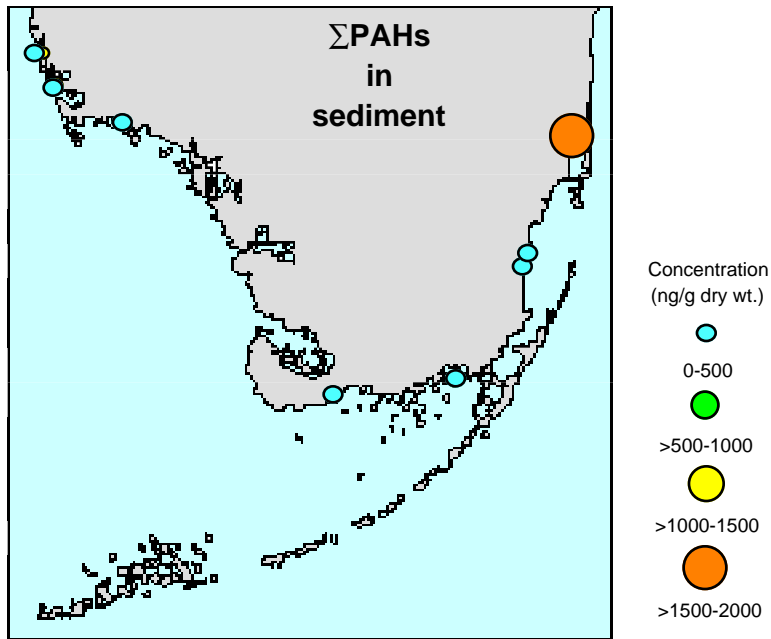 ∑PAHs
in
sediment
Concentration
(ng/g dry wt.)
0-500
>500-1000
>1000-1500
>1500-2000